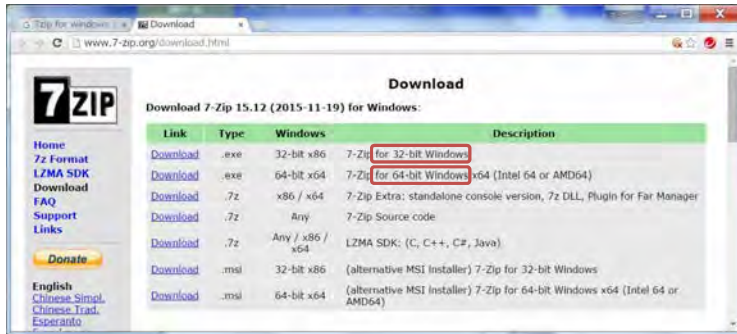 7zip for windows
Download
www.7-zip.org/download.html
7ZIP
Download
Download 7-Zip 15.12 (2015-11-19) for Windows:
Link Type Windows Description
Download .exe 32-bit x86 7-Zip for 32-bit Windows
Download .exe 64-bit x64 7-Zip for 64-bit Windows x64 (Intel 64 or AMD64)
Download .7z x86 / x64 7-Zip Extra: standalone console version, 7z DLL, Plugin for Far Manager
Download .7z Any 7-Zip Source code
Download .7z Any / x86 / x64 LZMA SDK: (C, C++, C#, Java)
Download .msi 32-bit x86 (alternative MSI installer) 7-Zip for 32-bit Windows
Download .msi 64-bit x64 (alternative MSI installer) 7-Zip for 64-bit Windows x64 (Intel 64 or
AMD64)
Home
7z Format
LZMA SDK
Download
FAQ
Support
Links
Donate
English
Chinese Simpl.
Chinese Trad.
Esperanto